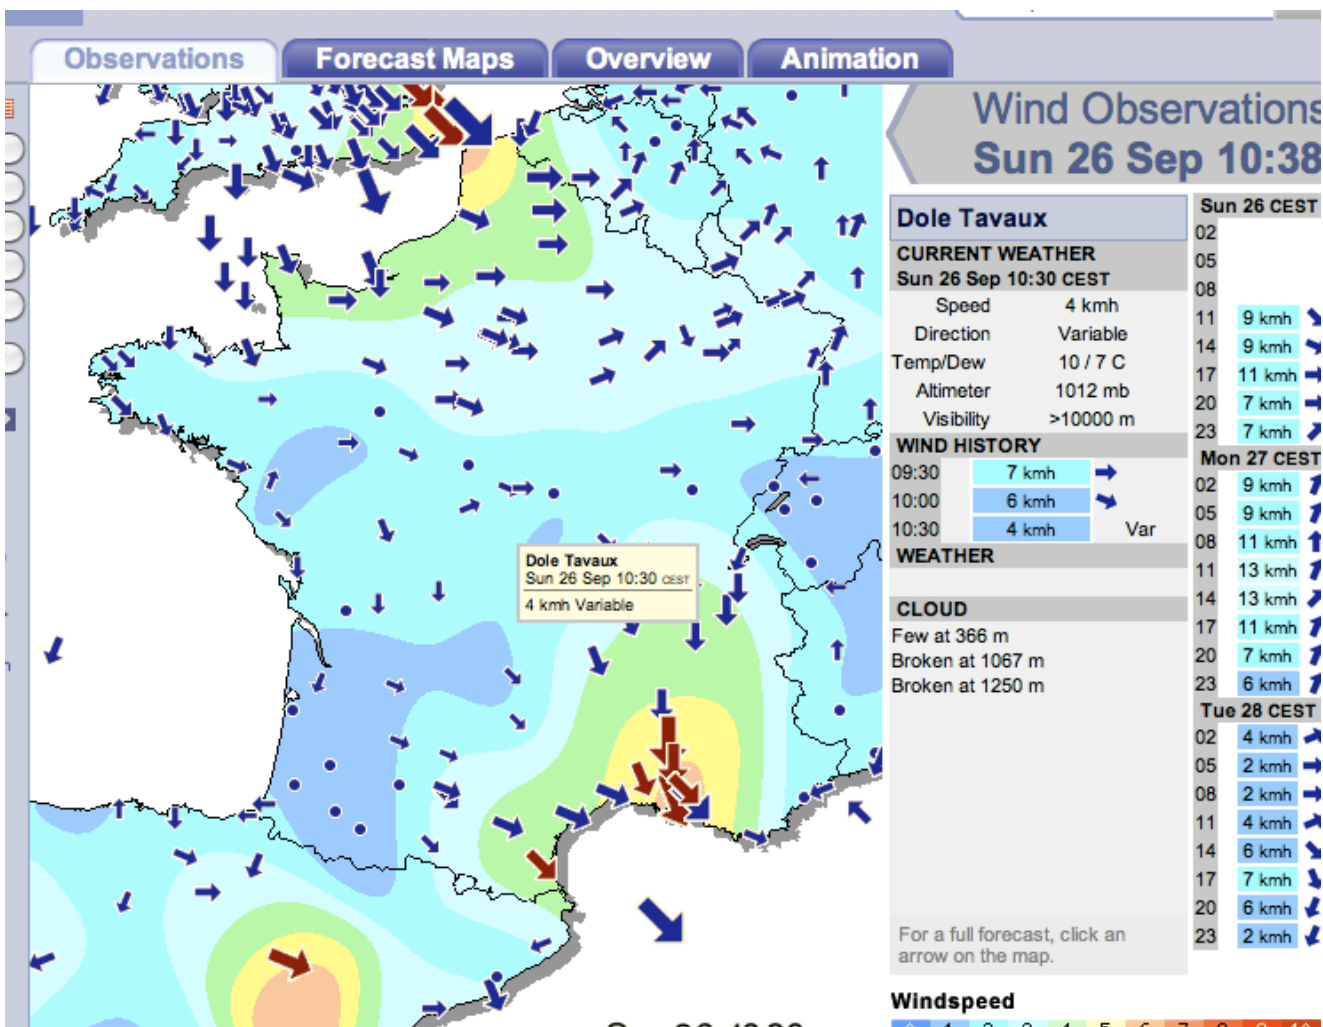 Observations Forecast Maps Overview Animation
Wind Observations
Sun 26 Sep 10:38
Dole Tavaux
CURRENT WEATHER
Sun 26 Sep 10:30 CEST
Speed 4 kmh
Direction Variable
Temp/Dew 10 / 7 C
Altimeter 1012 mb
Visibility >10000 m
WIND HISTORY
09:30 7 kmh
10:00 6 kmh
10:30 4 kmh Var
WEATHER
CLOUD
Few at 366 m
Broken at 1067 m
Broken at 1250 m
For a full forecast, click an
arrow on the map.
Sun 26 CEST
02
05
08
11 9 kmh
14 9 kmh
17 11 kmh
20 7 kmh
23 7 kmh
Mon 27 CEST
02 9 kmh
05 9 kmh
08 11 kmh
11 13 kmh
14 13 kmh
17 11 kmh
20 7 kmh
23 6 kmh
Tue 28 CEST
02 4 kmh
05 2 kmh
08 2 kmh
11 4 kmh
14 6 kmh
17 7 kmh
20 6 kmh
23 2 kmh
Dole Tavaux
Sun 26 Sep 10:30 CEST
4 kmh Variable
Windspeed